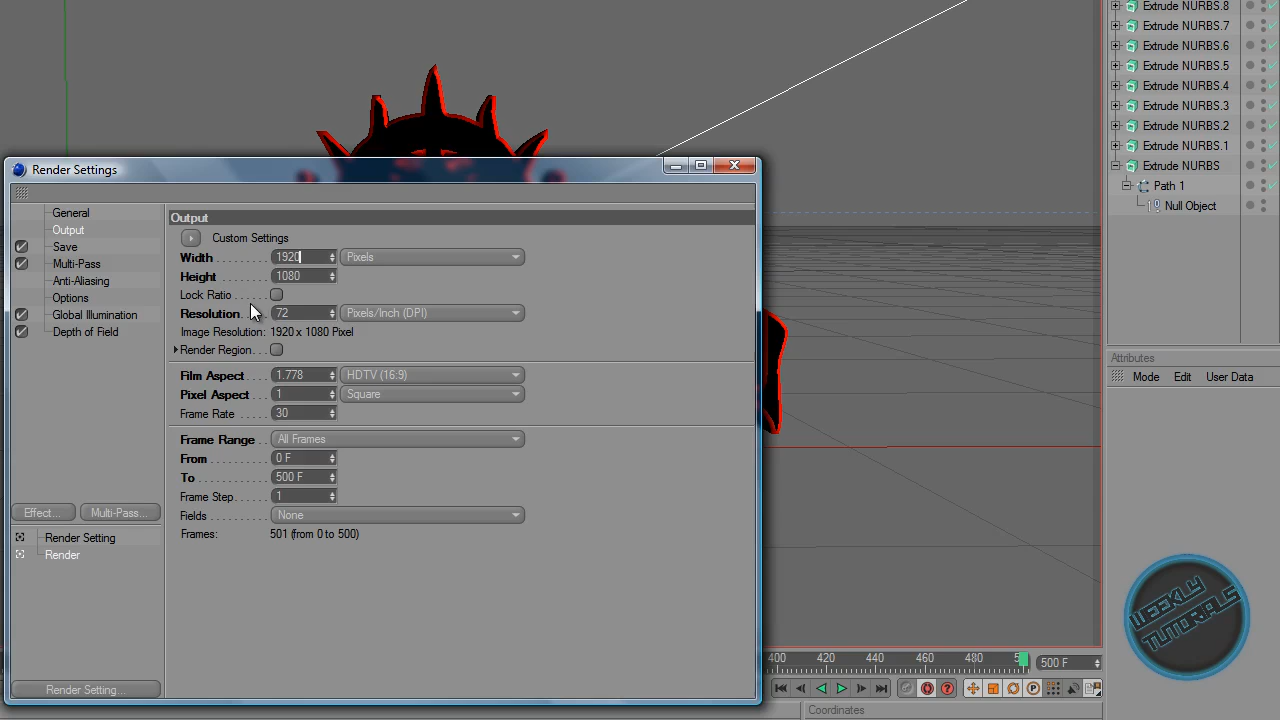 Extrude NURBS.8
Extrude NURBS.7
Extrude NURBS.6
Extrude NURBS.5
Extrude NURBS.4
Extrude NURBS.3
Extrude NURBS.2
Extrude NURBS.1
Extrude NURBS
Path 1
Null Object
Render Settings
General
Output
Save
Multi-Pass
Anti-Aliasing
Options
Global Illumination
Depth of Field
Effect... Multi-Pass...
Render Setting
Render
Render Setting...
Output
Custom Settings
Width 1920 Pixels
Height 1080
Lock Ratio
Resolution 72 Pixels/Inch (DPI)
Image Resolution: 1920 x 1080 Pixel
Render Region
Film Aspect 1.778 HDTV (16:9)
Pixel Aspect 1 Square
Frame Rate 30
Frame Range All Frames
From 0 F
To 500 F
Frame Step 1
Fields None
Frames: 501 (from 0 to 500)
Attributes
Mode Edit User Data
WEEKLY
TUTORIALS
400 420 440 460 480 500 F
Coordinates